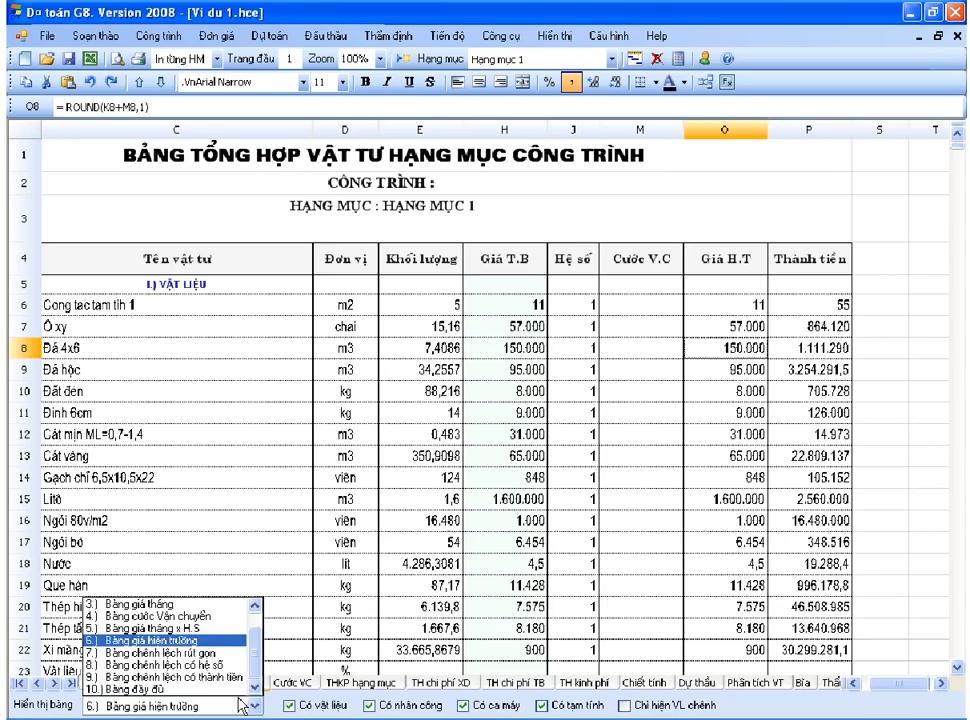 Dự toán G8. Version 2008 - [Vi du 1.hce]
File Soạn thảo Công trình Đơn giá Dự toán Đấu thầu Thẩm định Tiến độ Công cụ Hiển thị Cấu hình Help
In từng HM Trang đầu 1 Zoom 100% Hạng mục Hạng mục 1
.VnArial Narrow 11 B I U %
O8 = ROUND(K8+M8,1)
C D E H J M O P S T
1 BẢNG TỔNG HỢP VẬT TƯ HẠNG MỤC CÔNG TRÌNH
2 CÔNG TRÌNH :
3 HẠNG MỤC : HẠNG MỤC 1
4 Tên vật tư Đơn vị Khối lượng Giá T.B Hệ số Cước V.C Giá H.T Thành tiền
5 I.) VẬT LIỆU
6 Cong tac tam tih 1 m2 5 11 1 11 55
7 Ô xy chai 15,16 57.000 1 57.000 864.120
8 Đá 4x6 m3 7,4086 150.000 1 150.000 1.111.290
9 Đá hộc m3 34,2557 95.000 1 95.000 3.254.291,5
10 Đất đèn kg 88,216 8.000 1 8.000 705.728
11 Đinh 6cm kg 14 9.000 1 9.000 126.000
12 Cát mịn ML=0,7-1,4 m3 0,483 31.000 1 31.000 14.973
13 Cát vàng m3 350,9098 65.000 1 65.000 22.809.137
14 Gạch chỉ 6,5x10,5x22 viên 124 848 1 848 105.152
15 Litô m3 1,6 1.600.000 1 1.600.000 2.560.000
16 Ngói 80v/m2 viên 16.480 1.000 1 1.000 16.480.000
17 Ngói bò viên 54 6.454 1 6.454 348.516
18 Nước lít 4.286,3081 4,5 1 4,5 19.288,4
19 Que hàn kg 87,17 11.428 1 11.428 996.178,8
20 Thép hì kg 6.139,8 7.575 1 7.575 46.508.985
21 Thép tấ kg 1.667,6 8.180 1 8.180 13.640.968
22 Xi măng kg 33.665,8679 900 1 900 30.299.281,1
23 Vật liệu %
3.) Bảng giá tháng
4.) Bảng cước Vận chuyển
5.) Bảng giá tháng x H.S
6.) Bảng giá hiện trường
7.) Bảng chênh lệch rút gọn
8.) Bảng chênh lệch có hệ số
9.) Bảng chênh lệch có thành tiền
10.) Bảng đầy đủ
Cước VC THKP hạng mục TH chi phí XD TH chi phí TB TH kinh phí Chiết tính Dự thầu Phân tích VT Bìa Thẩ
Hiển thị bảng 6.) Bảng giá hiện trường Có vật liệu Có nhân công Có ca máy Có tạm tính Chỉ hiện VL chênh